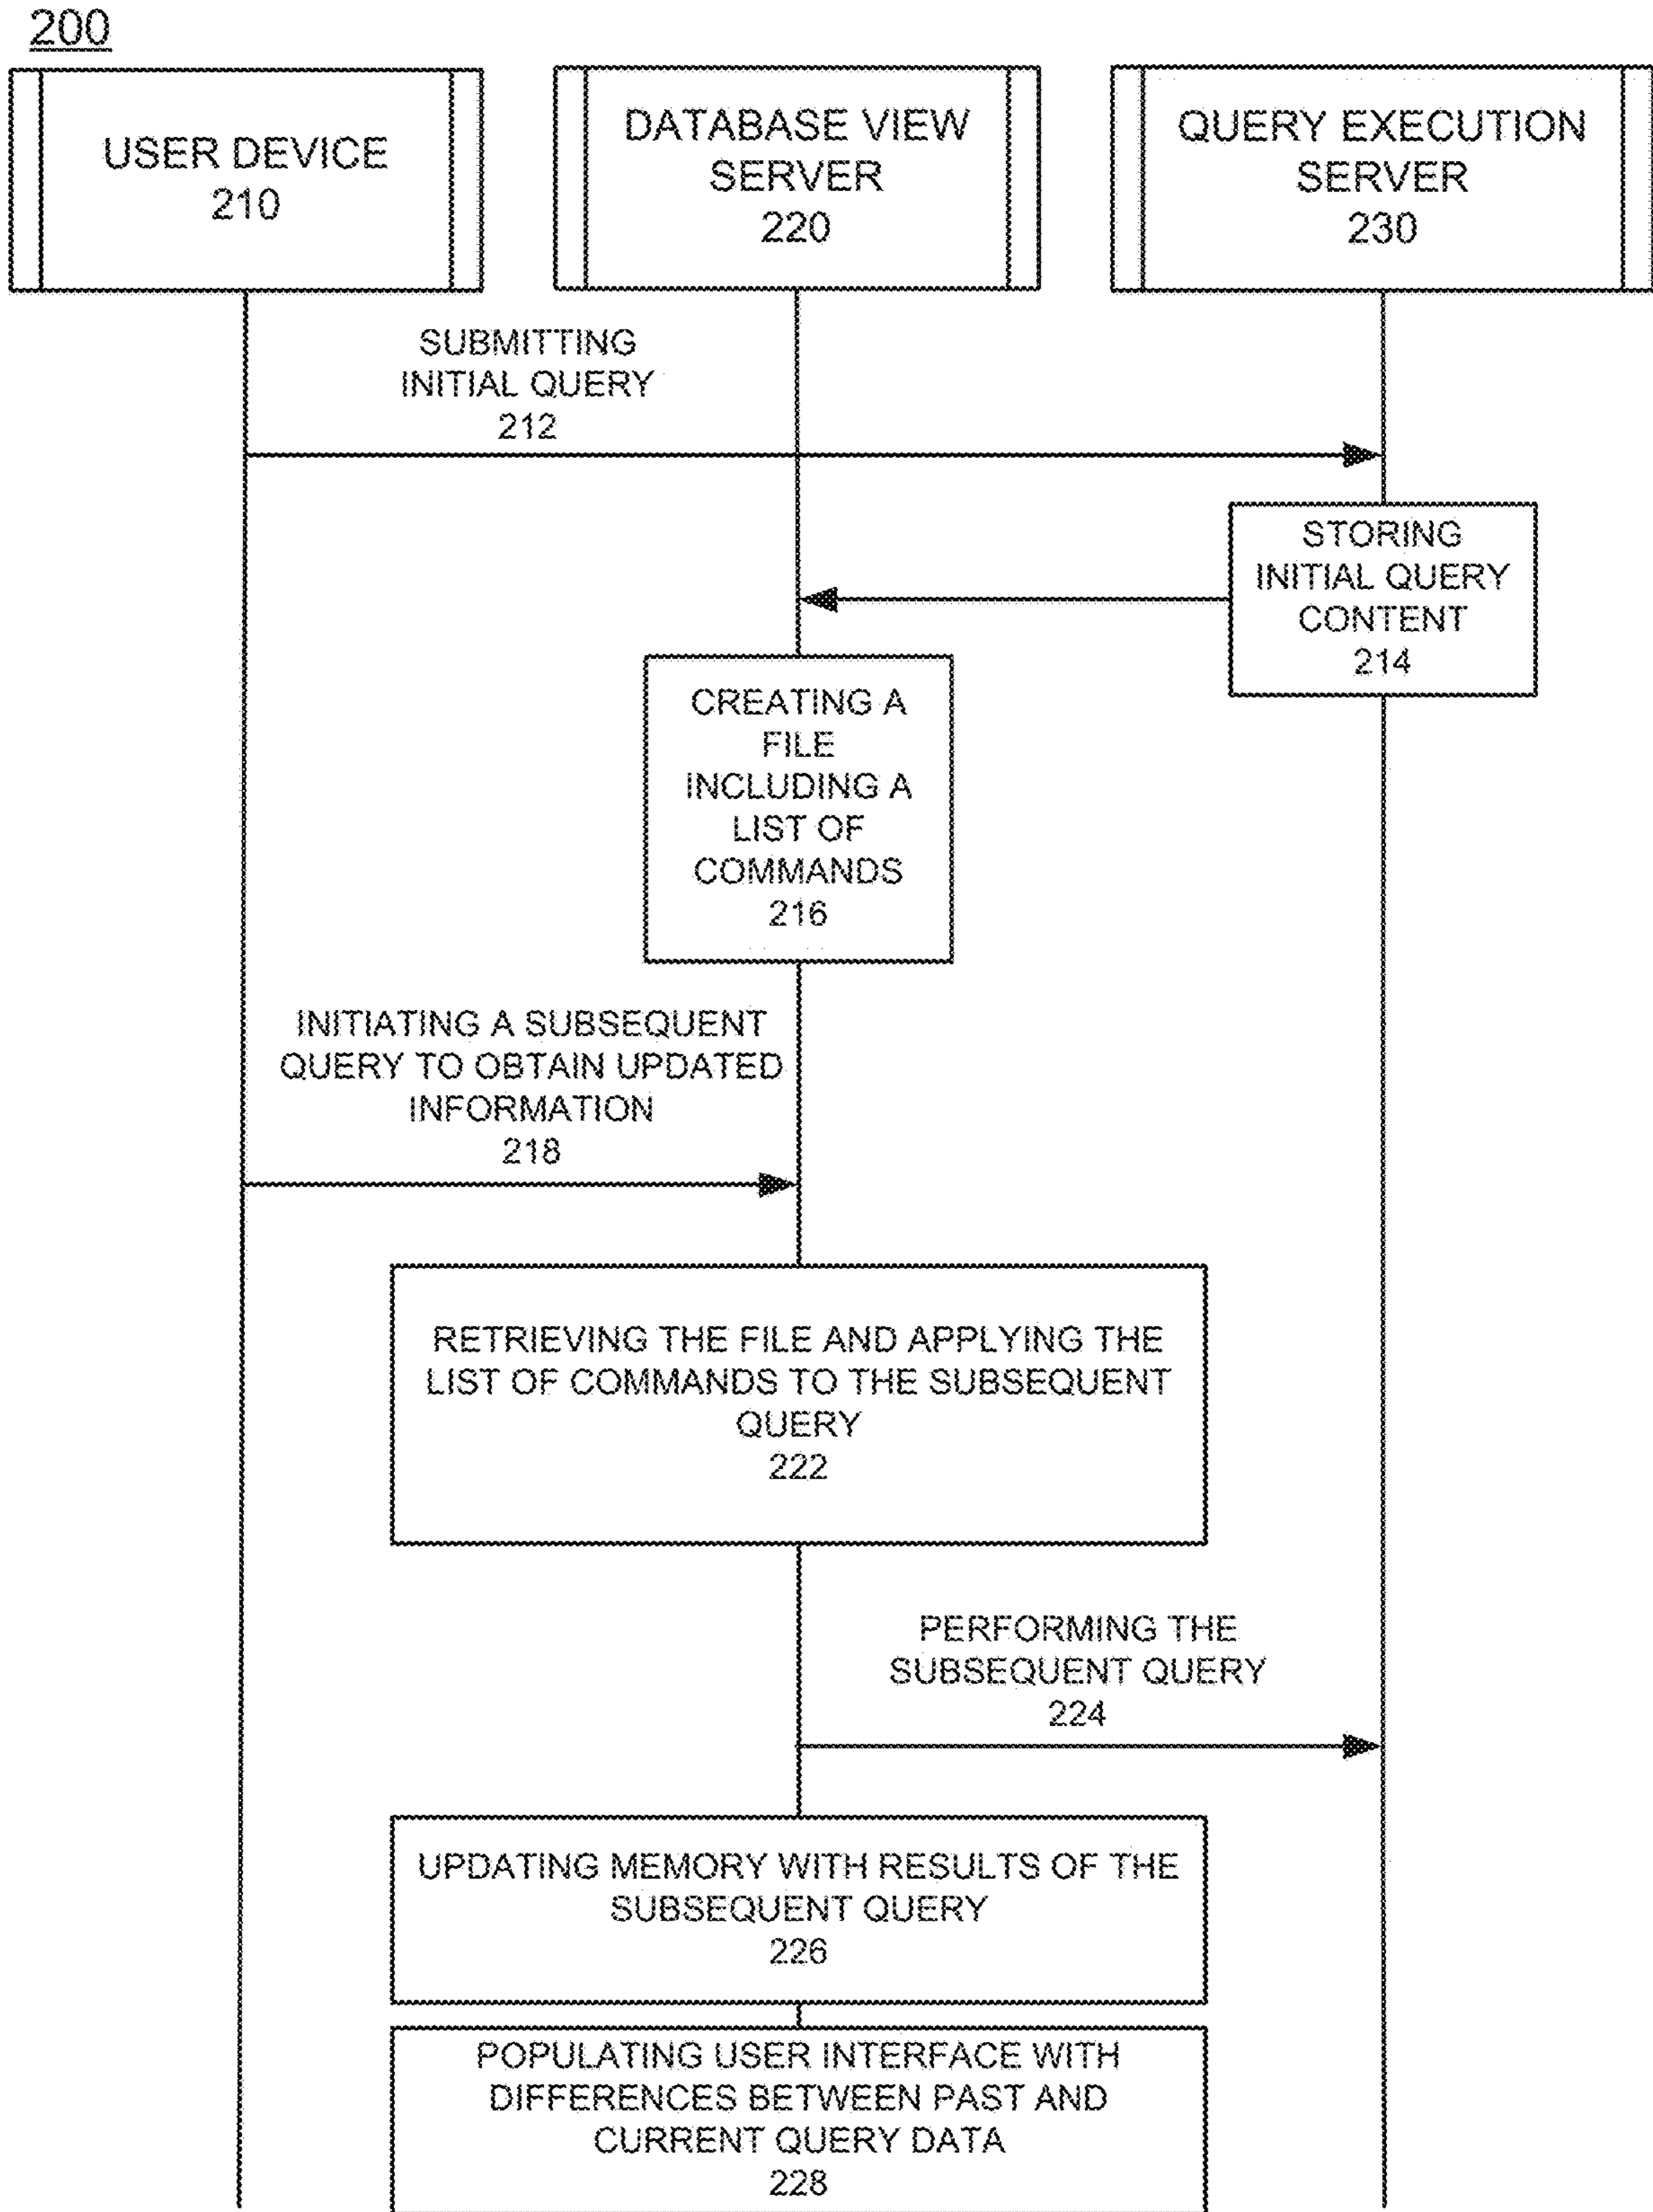 200
USER DEVICE
210
DATABASE VIEW
SERVER
220
QUERY EXECUTION
SERVER
230
SUBMITTING
INITIAL QUERY
212
STORING
INITIAL QUERY
CONTENT
214
CREATING A
FILE
INCLUDING A
LIST OF
COMMANDS
216
INITIATING A SUBSEQUENT
QUERY TO OBTAIN UPDATED
INFORMATION
218
RETRIEVING THE FILE AND APPLYING THE
LIST OF COMMANDS TO THE SUBSEQUENT
QUERY
222
PERFORMING THE
SUBSEQUENT QUERY
224
UPDATING MEMORY WITH RESULTS OF THE
SUBSEQUENT QUERY
226
POPULATING USER INTERFACE WITH
DIFFERENCES BETWEEN PAST AND
CURRENT QUERY DATA
228